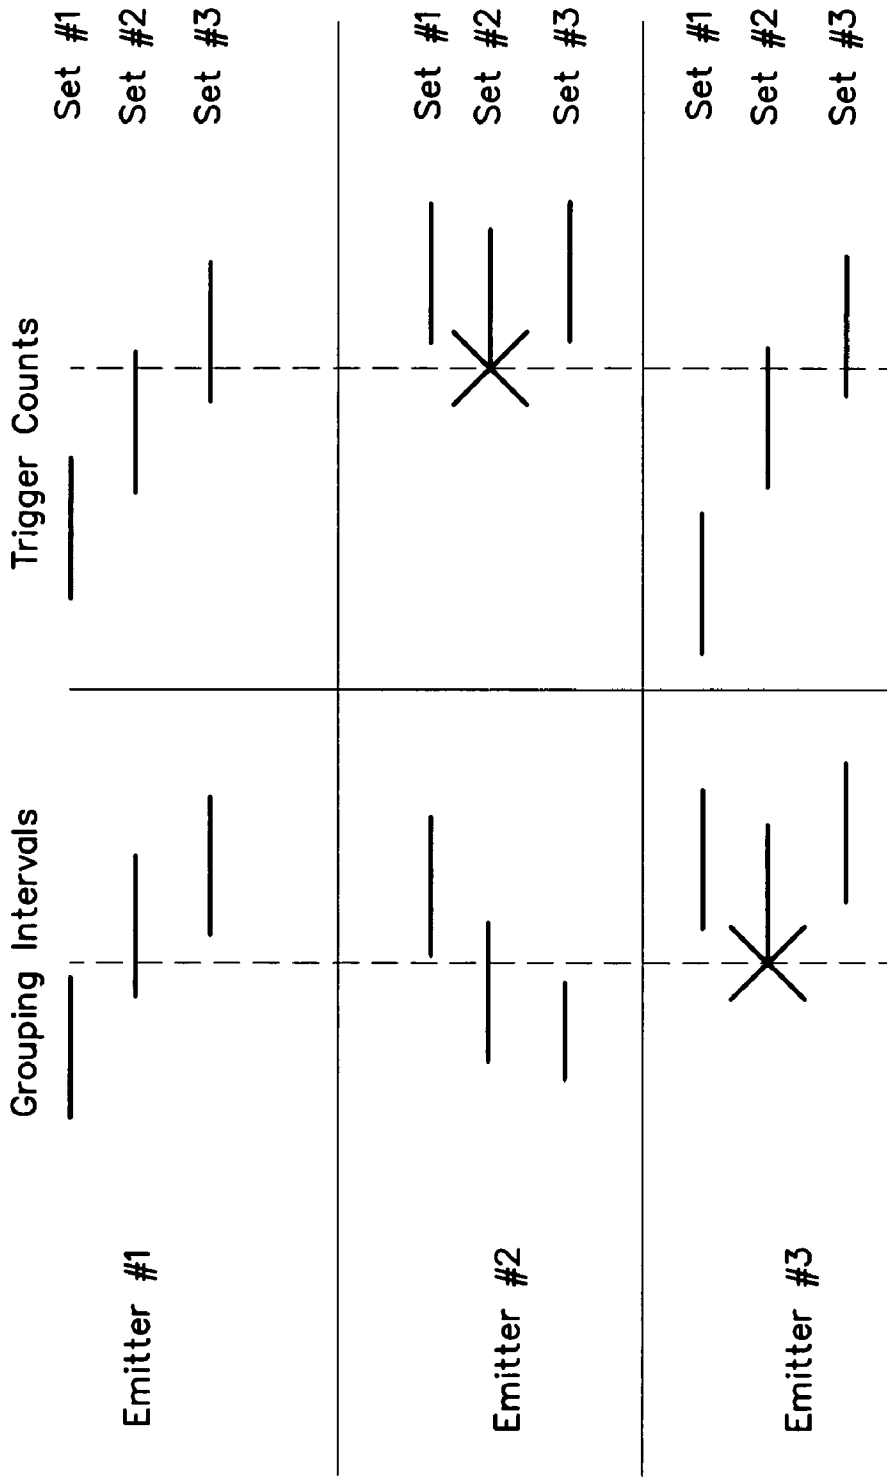 Grouping Intervals
Trigger Counts
Emitter #1
Set #1
Set #2
Set #3
Emitter #2
Set #1
Set #2
Set #3
Emitter #3
Set #1
Set #2
Set #3